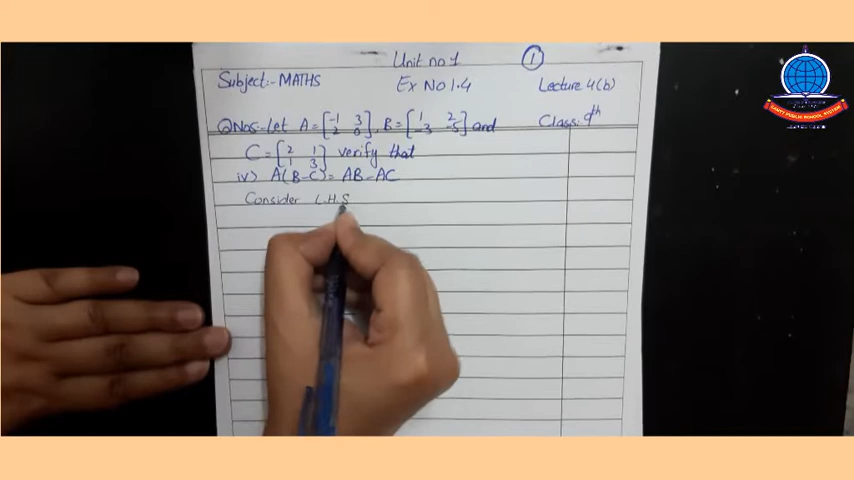 Unit no 1
1
Subject:- MATHS Ex No 1.4 Lecture 4(b)
Q No5:- Let A = [-1 3 2 0], B = [1 2 -3 -5] and Class: 9th
C = [2 1 1 3] verify that
iv) A(B-C) = AB - AC
Consider L.H.S